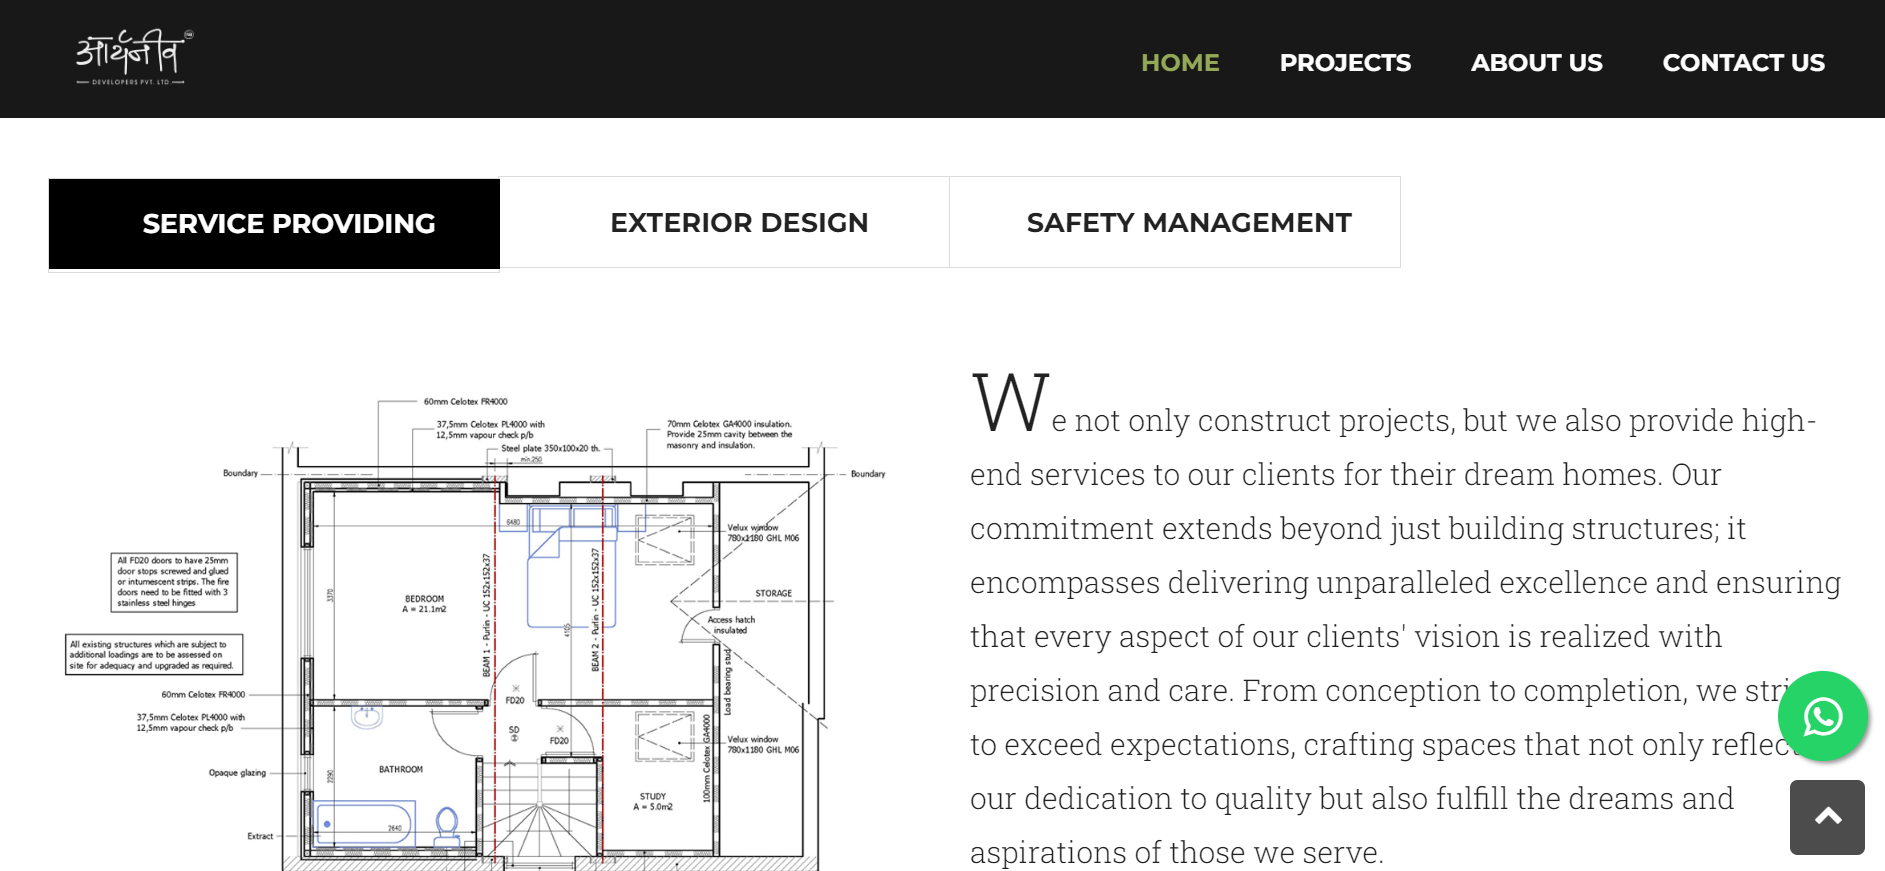 आर्यनीव
DEVELOPERS PVT. LTD.
HOME
PROJECTS
ABOUT US
CONTACT US
SERVICE PROVIDING
EXTERIOR DESIGN
SAFETY MANAGEMENT
60mm Celotex FR4000
37,5mm Celotex PL4000 with
12,5mm vapour check p/b
70mm Celotex GA4000 insulation.
Provide 25mm cavity between the
masonry and insulation.
Steel plate 350x100x20 th.
min.250
Boundary
Boundary
6480
Velux window
780x1180 GHL M06
All FD20 doors to have 25mm
door stops screwed and glued
or intumescent strips. The fire
doors need to be fitted with 3
stainless steel hinges
3370
BEDROOM
A = 21.1m2
BEAM 1 - Purlin - UC 152x152x37
BEAM 2 - Purlin - UC 152x152x37
4105
STORAGE
Access hatch
insulated
All existing structures which are subject to
additional loadings are to be assessed on
site for adequacy and upgraded as required.
Load bearing stud
60mm Celotex FR4000
FD20
37,5mm Celotex PL4000 with
12,5mm vapour check p/b
SD
FD20
Velux window
780x1180 GHL M06
100mm Celotex GA4000
Opaque glazing
2290
BATHROOM
STUDY
A = 5.0m2
2640
Extract
We not only construct projects, but we also provide high-
end services to our clients for their dream homes. Our
commitment extends beyond just building structures; it
encompasses delivering unparalleled excellence and ensuring
that every aspect of our clients' vision is realized with
precision and care. From conception to completion, we stri
to exceed expectations, crafting spaces that not only reflect
our dedication to quality but also fulfill the dreams and
aspirations of those we serve.